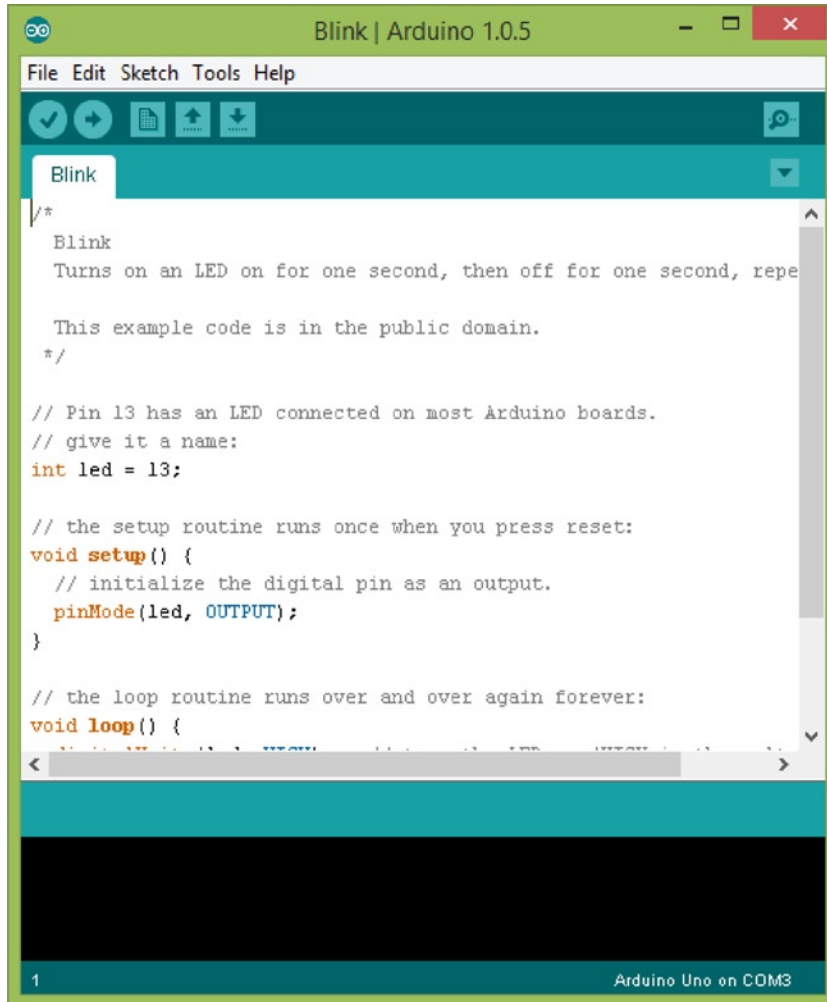 Blink | Arduino 1.0.5
File Edit Sketch Tools Help
Blink
/*
  Blink
  Turns on an LED on for one second, then off for one second, repe

  This example code is in the public domain.
 */

// Pin 13 has an LED connected on most Arduino boards.
// give it a name:
int led = 13;

// the setup routine runs once when you press reset:
void setup() {
  // initialize the digital pin as an output.
  pinMode(led, OUTPUT);
}

// the loop routine runs over and over again forever:
void loop() {
1
Arduino Uno on COM3